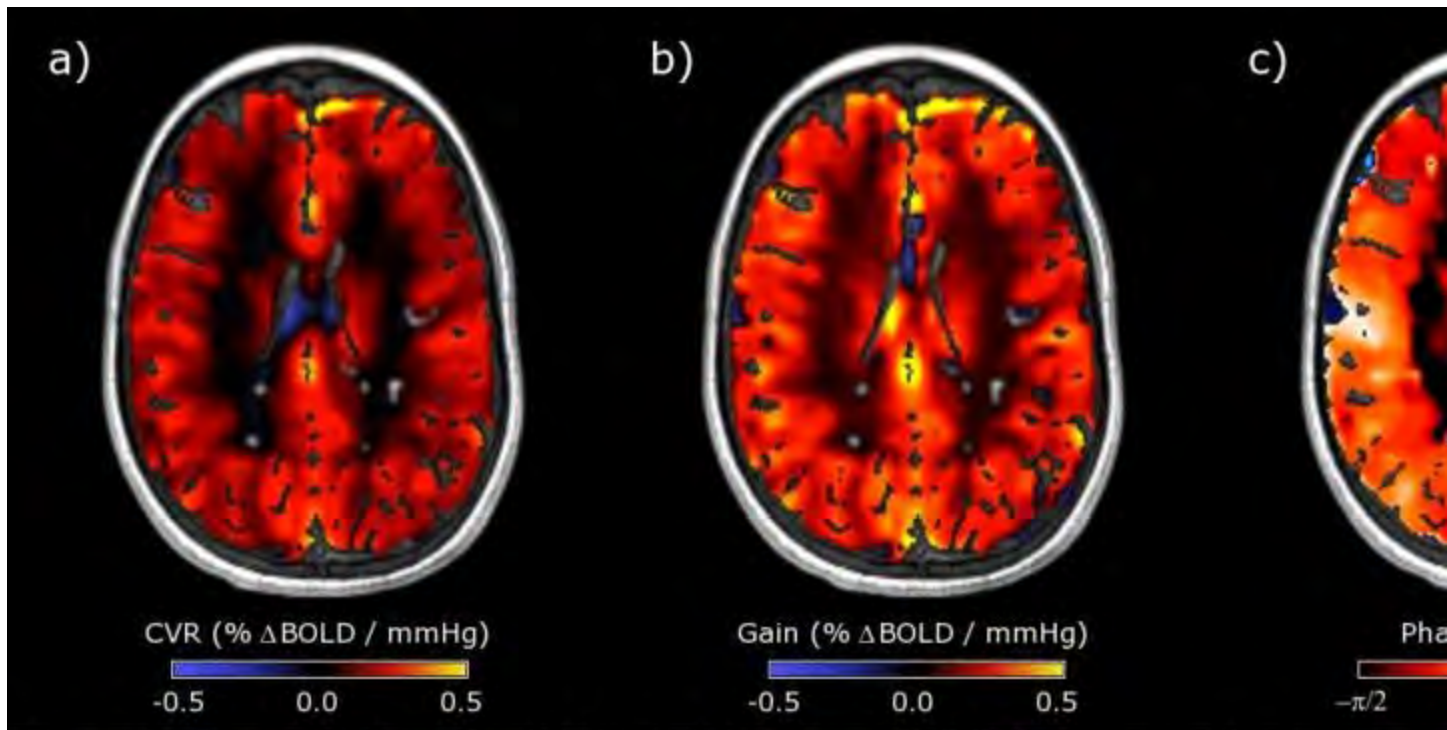 a)
b)
c)
CVR (% ΔBOLD / mmHg)
-0.5 0.0 0.5
Gain (% ΔBOLD / mmHg)
-0.5 0.0 0.5
Pha
−π/2